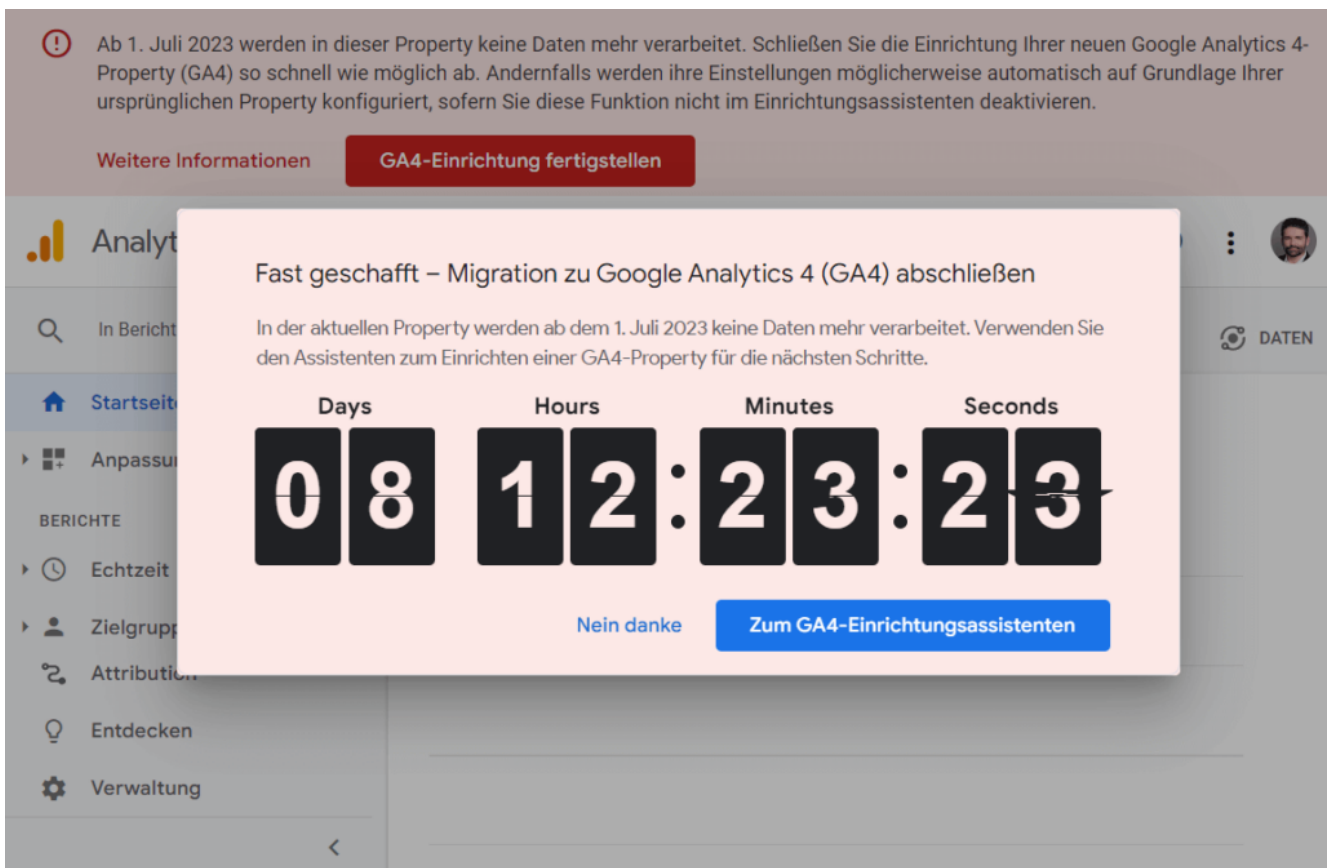 Ab 1. Juli 2023 werden in dieser Property keine Daten mehr verarbeitet. Schließen Sie die Einrichtung Ihrer neuen Google Analytics 4-
Property (GA4) so schnell wie möglich ab. Andernfalls werden ihre Einstellungen möglicherweise automatisch auf Grundlage Ihrer
ursprünglichen Property konfiguriert, sofern Sie diese Funktion nicht im Einrichtungsassistenten deaktivieren.
Weitere Informationen
GA4-Einrichtung fertigstellen
Analyt
Fast geschafft – Migration zu Google Analytics 4 (GA4) abschließen
In Bericht
In der aktuellen Property werden ab dem 1. Juli 2023 keine Daten mehr verarbeitet. Verwenden Sie
den Assistenten zum Einrichten einer GA4-Property für die nächsten Schritte.
DATEN
Startseite
Days Hours Minutes Seconds
Anpassu
08 12:23:23
BERICHTE
Echtzeit
Zielgrupp
Nein danke
Zum GA4-Einrichtungsassistenten
Attribution
Entdecken
Verwaltung